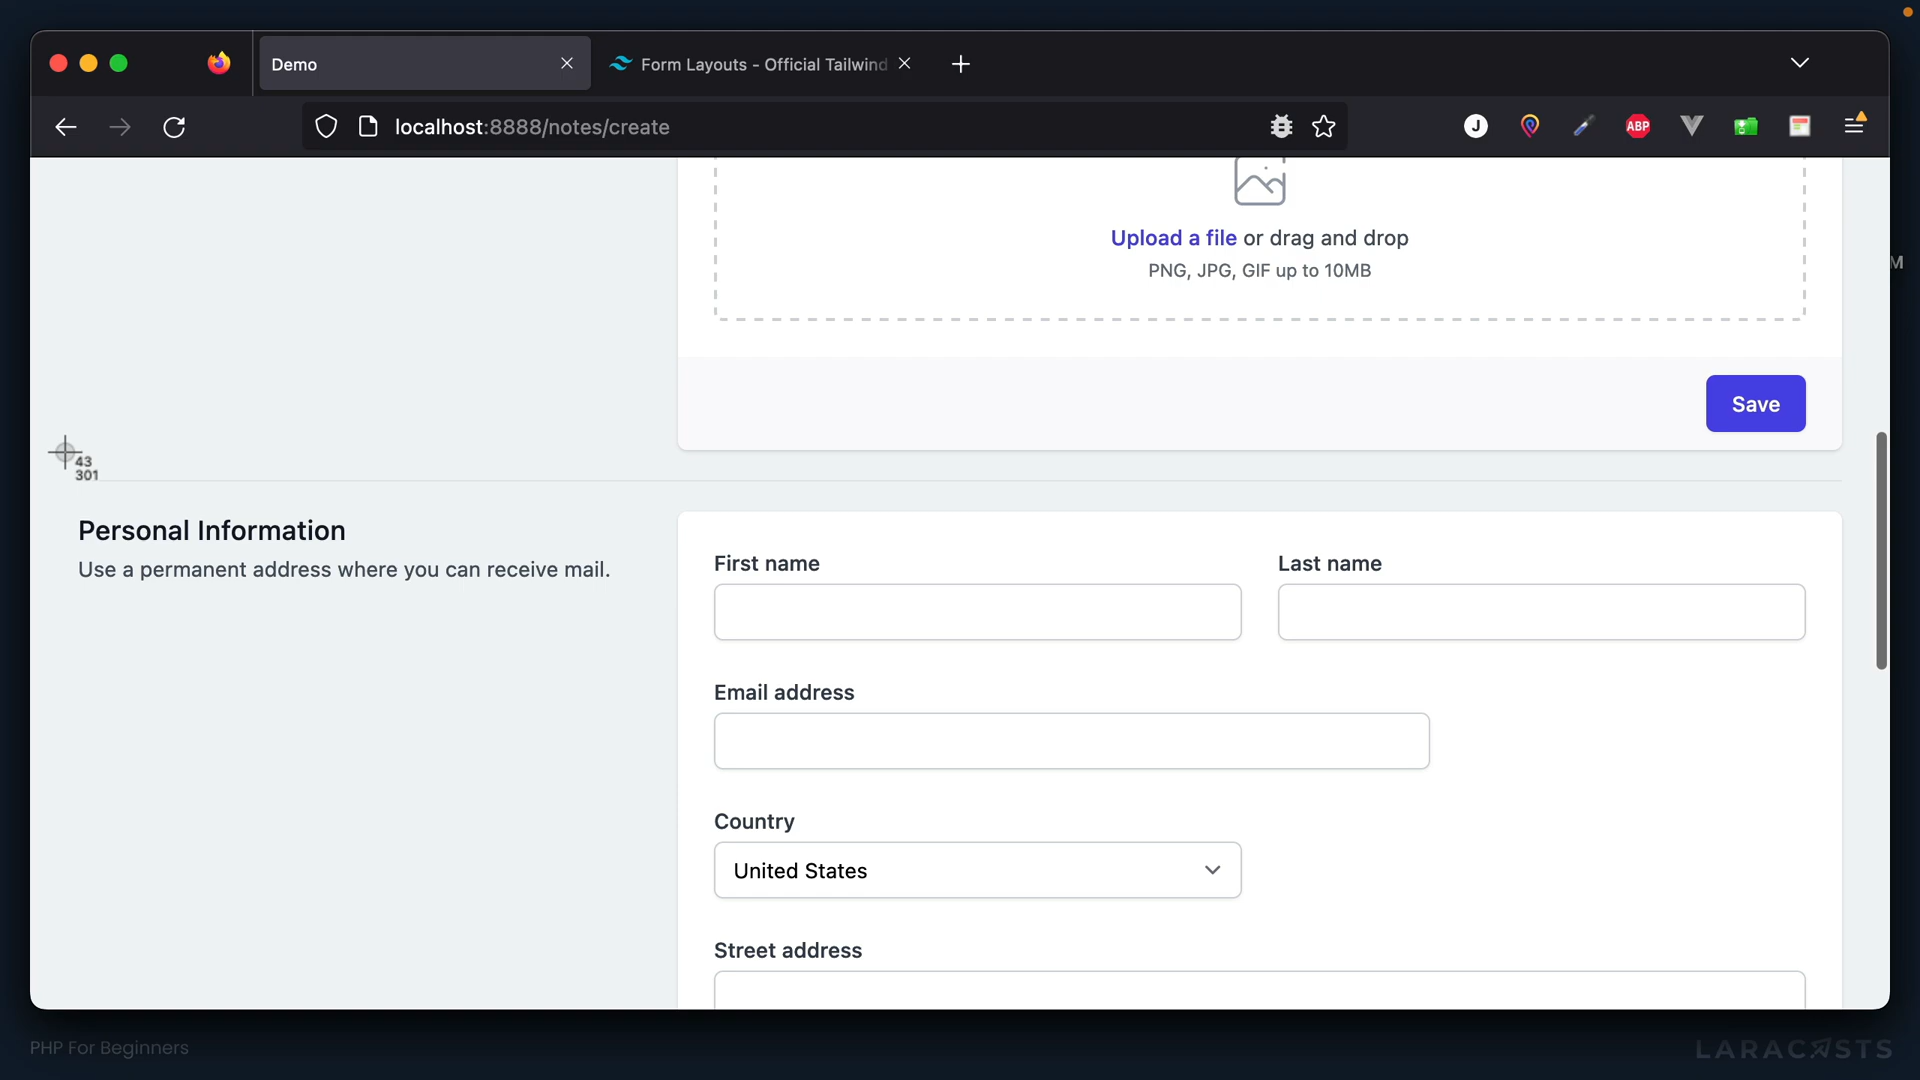 Demo
Form Layouts - Official Tailwind
localhost:8888/notes/create
J
ABP
M
Upload a file or drag and drop
PNG, JPG, GIF up to 10MB
Save
43
301
Personal Information
Use a permanent address where you can receive mail.
First name
Last name
Email address
Country
United States
Street address
PHP For Beginners
LARACASTS